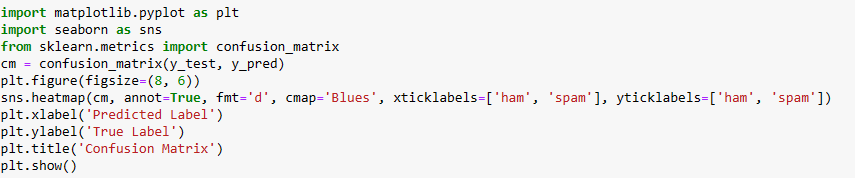 import matplotlib.pyplot as plt
import seaborn as sns
from sklearn.metrics import confusion_matrix
cm = confusion_matrix(y_test, y_pred)
plt.figure(figsize=(8, 6))
sns.heatmap(cm, annot=True, fmt='d', cmap='Blues', xticklabels=['ham', 'spam'], yticklabels=['ham', 'spam'])
plt.xlabel('Predicted Label')
plt.ylabel('True Label')
plt.title('Confusion Matrix')
plt.show()